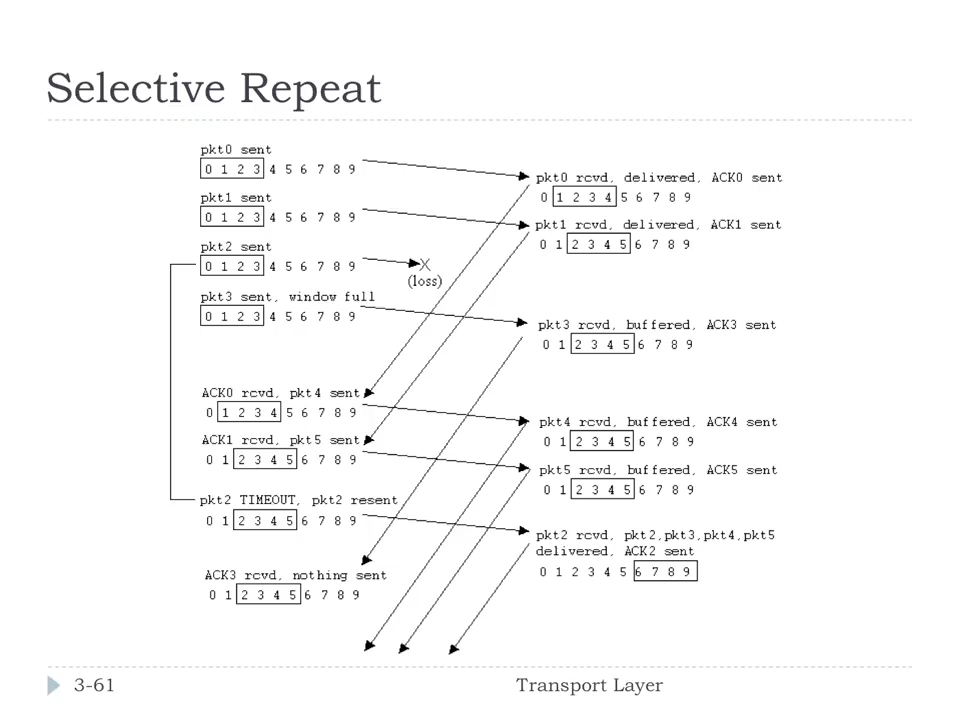 Selective Repeat
pkt0 sent
0 1 2 3 4 5 6 7 8 9
pkt0 rcvd, delivered, ACK0 sent
0 1 2 3 4 5 6 7 8 9
pkt1 sent
0 1 2 3 4 5 6 7 8 9
pkt1 rcvd, delivered, ACK1 sent
0 1 2 3 4 5 6 7 8 9
pkt2 sent
0 1 2 3 4 5 6 7 8 9
X
(loss)
pkt3 sent, window full
0 1 2 3 4 5 6 7 8 9
pkt3 rcvd, buffered, ACK3 sent
0 1 2 3 4 5 6 7 8 9
ACK0 rcvd, pkt4 sent
0 1 2 3 4 5 6 7 8 9
pkt4 rcvd, buffered, ACK4 sent
0 1 2 3 4 5 6 7 8 9
ACK1 rcvd, pkt5 sent
0 1 2 3 4 5 6 7 8 9
pkt5 rcvd, buffered, ACK5 sent
0 1 2 3 4 5 6 7 8 9
pkt2 TIMEOUT, pkt2 resent
0 1 2 3 4 5 6 7 8 9
pkt2 rcvd, pkt2,pkt3,pkt4,pkt5
delivered, ACK2 sent
0 1 2 3 4 5 6 7 8 9
ACK3 rcvd, nothing sent
0 1 2 3 4 5 6 7 8 9
3-61
Transport Layer